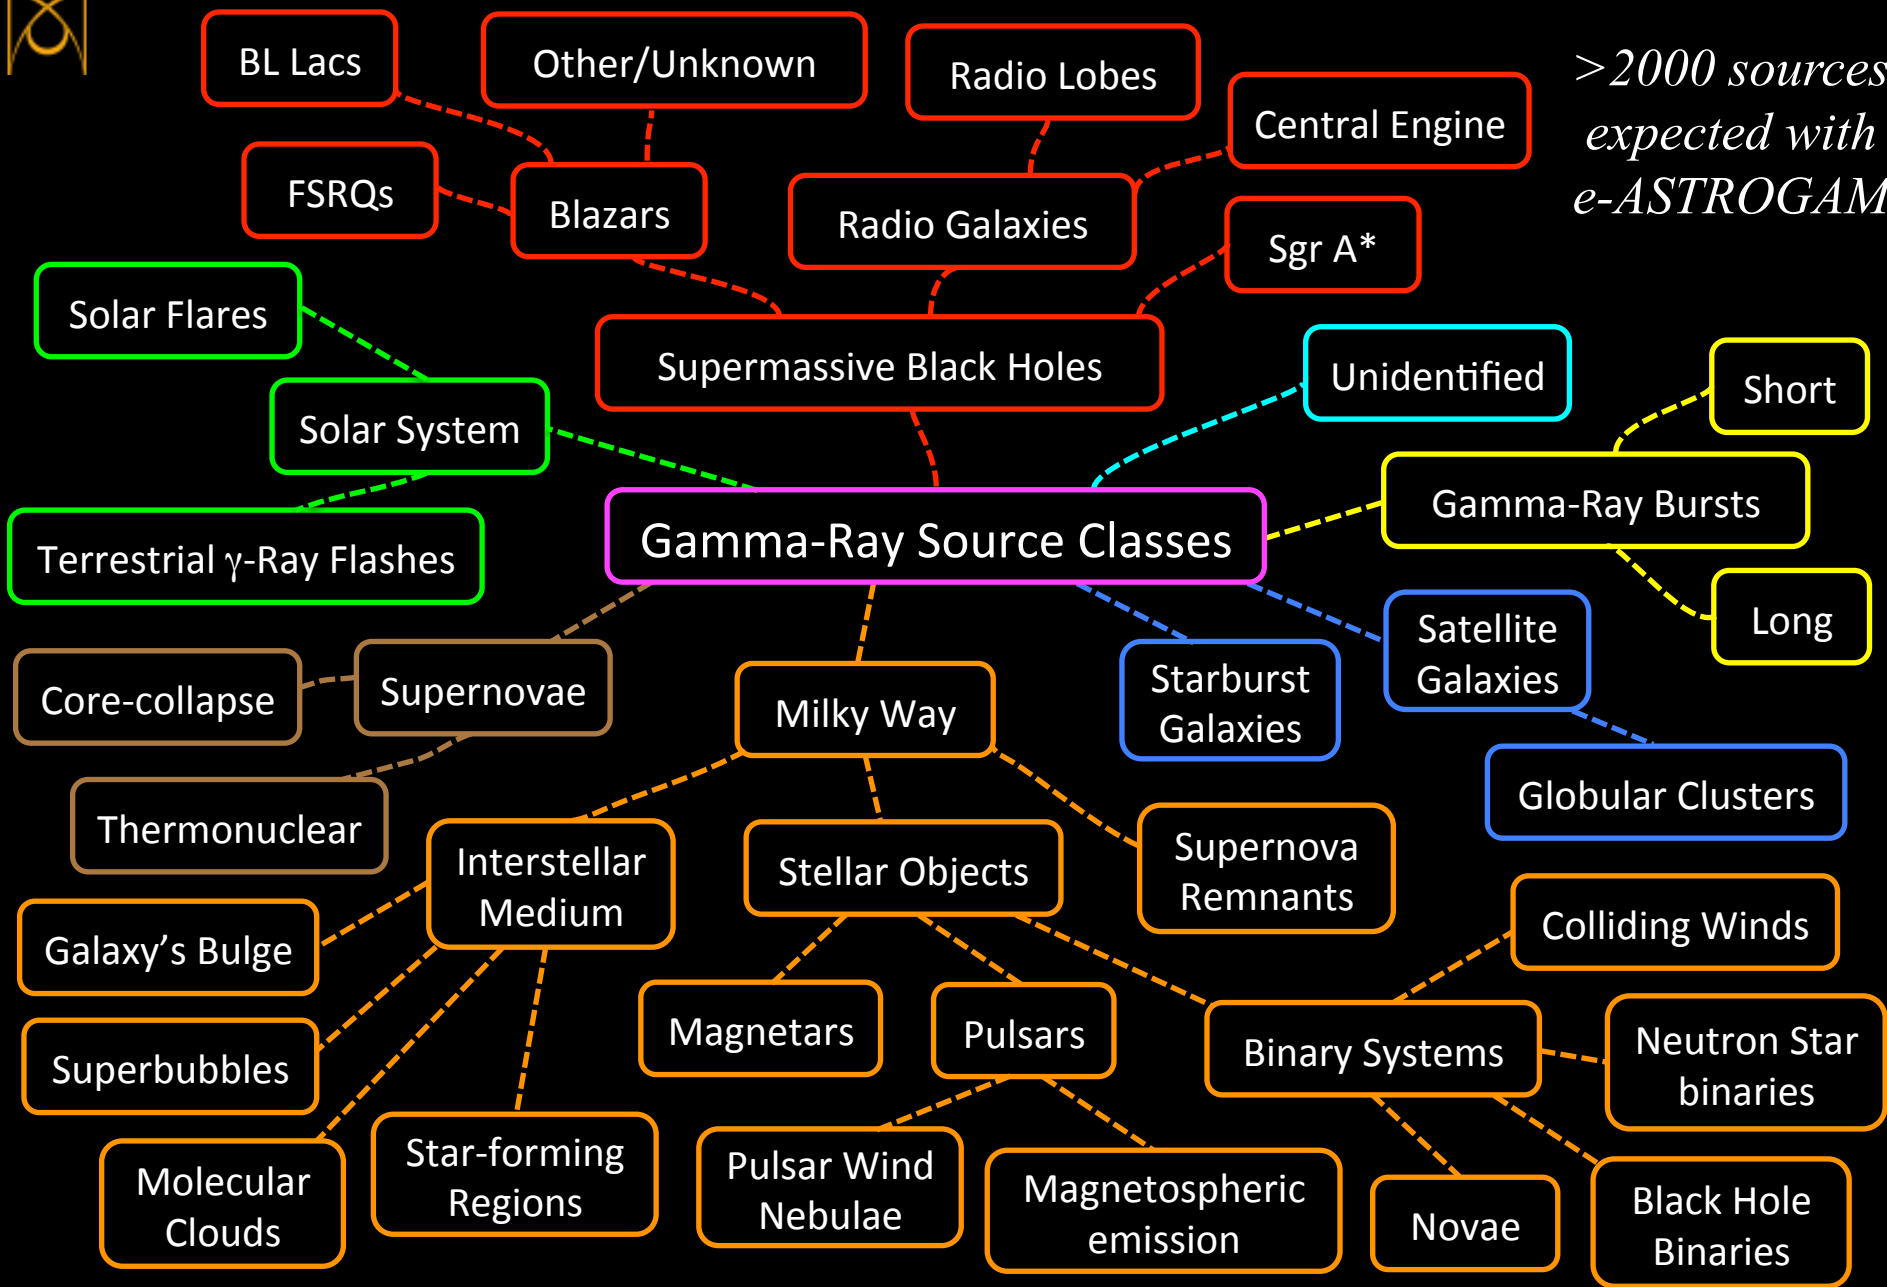 BL Lacs
Other/Unknown
Radio Lobes
Central Engine
>2000 sources
expected with
e-ASTROGAM
FSRQs
Blazars
Radio Galaxies
Sgr A*
Solar Flares
Supermassive Black Holes
Unidentified
Short
Solar System
Gamma-Ray Bursts
Gamma-Ray Source Classes
Terrestrial γ-Ray Flashes
Long
Satellite
Galaxies
Core-collapse
Supernovae
Milky Way
Starburst
Galaxies
Globular Clusters
Thermonuclear
Interstellar
Medium
Stellar Objects
Supernova
Remnants
Colliding Winds
Galaxy’s Bulge
Superbubbles
Magnetars
Pulsars
Binary Systems
Neutron Star
binaries
Molecular
Clouds
Star-forming
Regions
Pulsar Wind
Nebulae
Magnetospheric
emission
Novae
Black Hole
Binaries